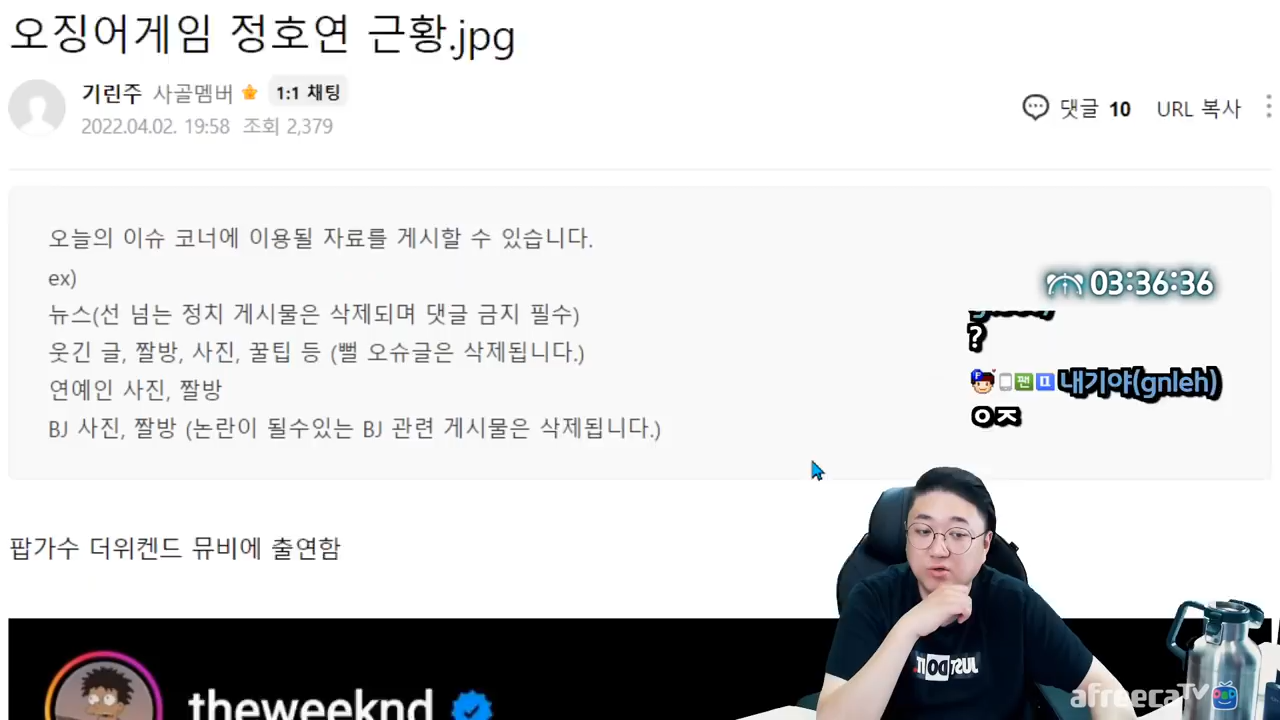 오징어게임 정호연 근황.jpg
기린주 사골멤버 1:1 채팅
2022.04.02. 19:58 조회 2,379
댓글 10 URL 복사
오늘의 이슈 코너에 이용될 자료를 게시할 수 있습니다.
ex)
뉴스(선 넘는 정치 게시물은 삭제되며 댓글 금지 필수)
웃긴 글, 짤방, 사진, 꿀팁 등 (뻘 오슈글은 삭제됩니다.)
연예인 사진, 짤방
BJ 사진, 짤방 (논란이 될수있는 BJ 관련 게시물은 삭제됩니다.)
03:36:36
?
F 팬 내기야(gnleh)
ㅇㅈ
팝가수 더위켄드 뮤비에 출연함
theweeknd
JUST DO IT.
afreecaTV